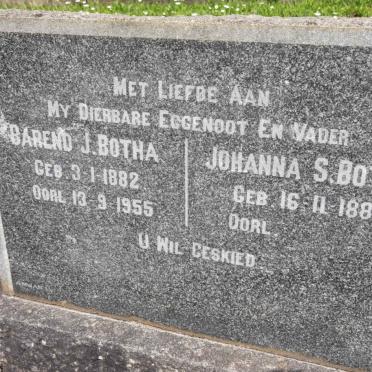 MET LIEFDE AAN
MY DIERBARE EGGENOOT EN VADER
BAREND J. BOTHA
GEB 3·1·1882
OORL 13·9·1955
JOHANNA S. BOT
GEB 16·11·188
OORL.
U WIL GESKIED.